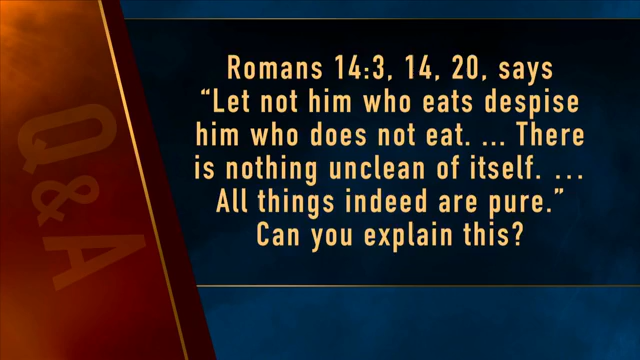 Q&A
Romans 14:3, 14, 20, says
“Let not him who eats despise
him who does not eat. ... There
is nothing unclean of itself. ...
All things indeed are pure.”
Can you explain this?